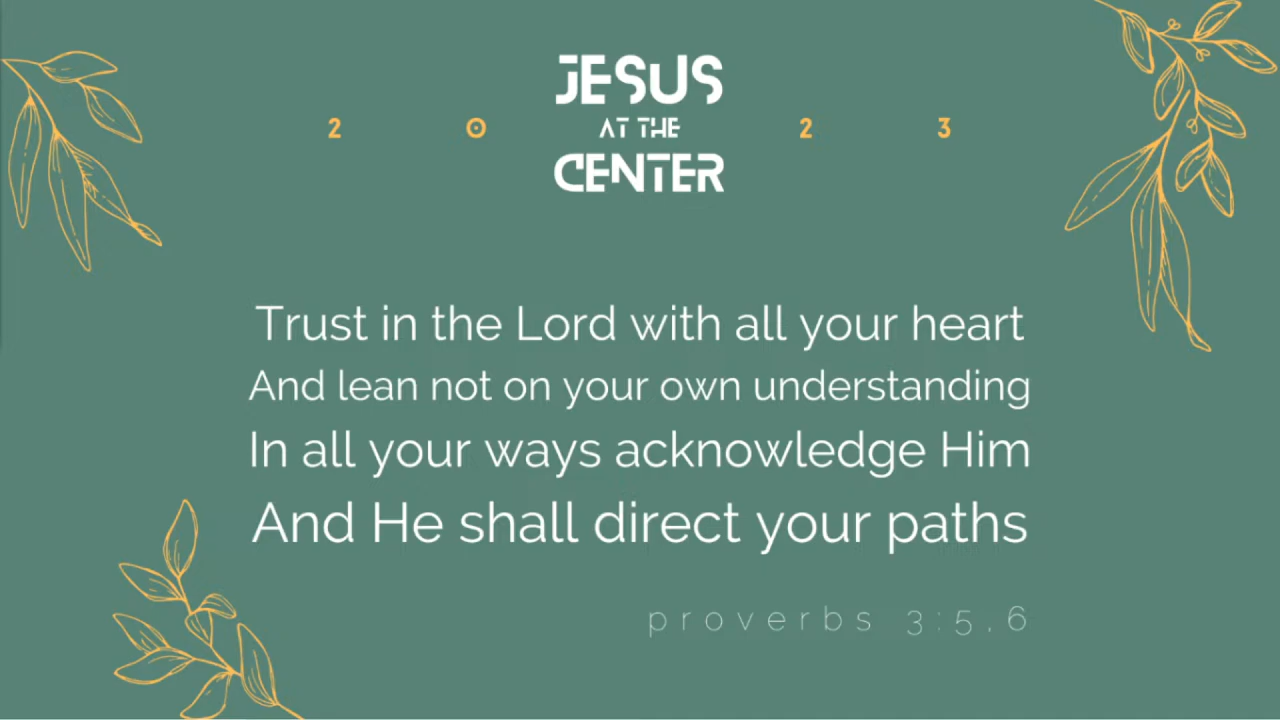 JESUS
2 0 AT THE 2 3
CENTER
Trust in the Lord with all your heart
And lean not on your own understanding
In all your ways acknowledge Him
And He shall direct your paths
proverbs 3:5,6